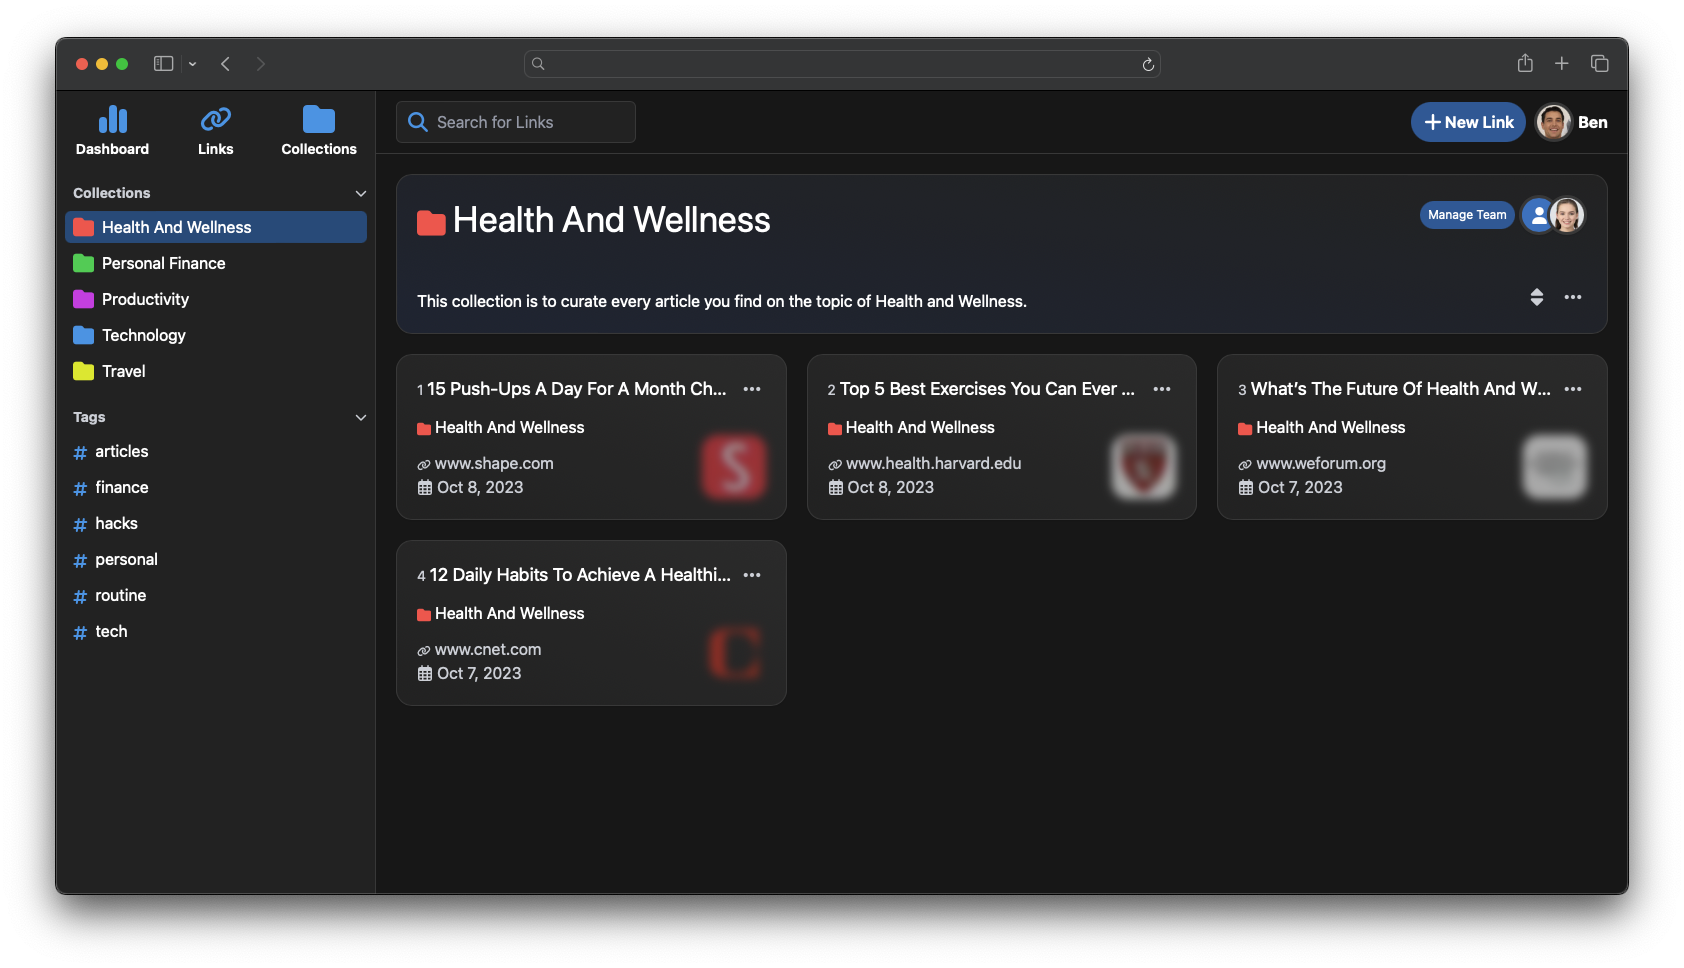 Dashboard
Links
Collections
Search for Links
New Link
Ben
Collections
Health And Wellness
Personal Finance
Productivity
Technology
Travel
Tags
# articles
# finance
# hacks
# personal
# routine
# tech
Health And Wellness
Manage Team
This collection is to curate every article you find on the topic of Health and Wellness.
1 15 Push-Ups A Day For A Month Ch...
Health And Wellness
www.shape.com
Oct 8, 2023
S
2 Top 5 Best Exercises You Can Ever ...
Health And Wellness
www.health.harvard.edu
Oct 8, 2023
3 What’s The Future Of Health And W...
Health And Wellness
www.weforum.org
Oct 7, 2023
4 12 Daily Habits To Achieve A Healthi...
Health And Wellness
www.cnet.com
Oct 7, 2023
C